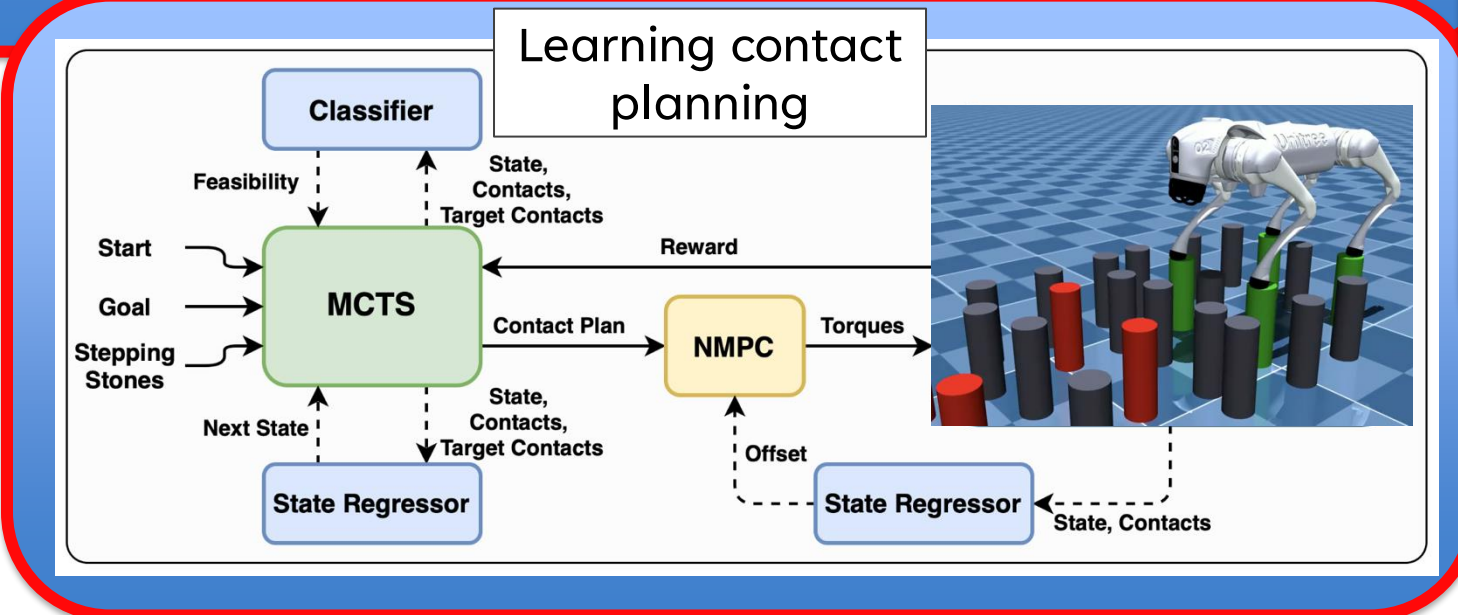 Learning contact
planning
Classifier
Feasibility
State,
Contacts,
Target Contacts
Start
Goal
Stepping
Stones
MCTS
Reward
Contact Plan
NMPC
Torques
Next State
State,
Contacts,
Target Contacts
State Regressor
Offset
State Regressor
State, Contacts
Unitree